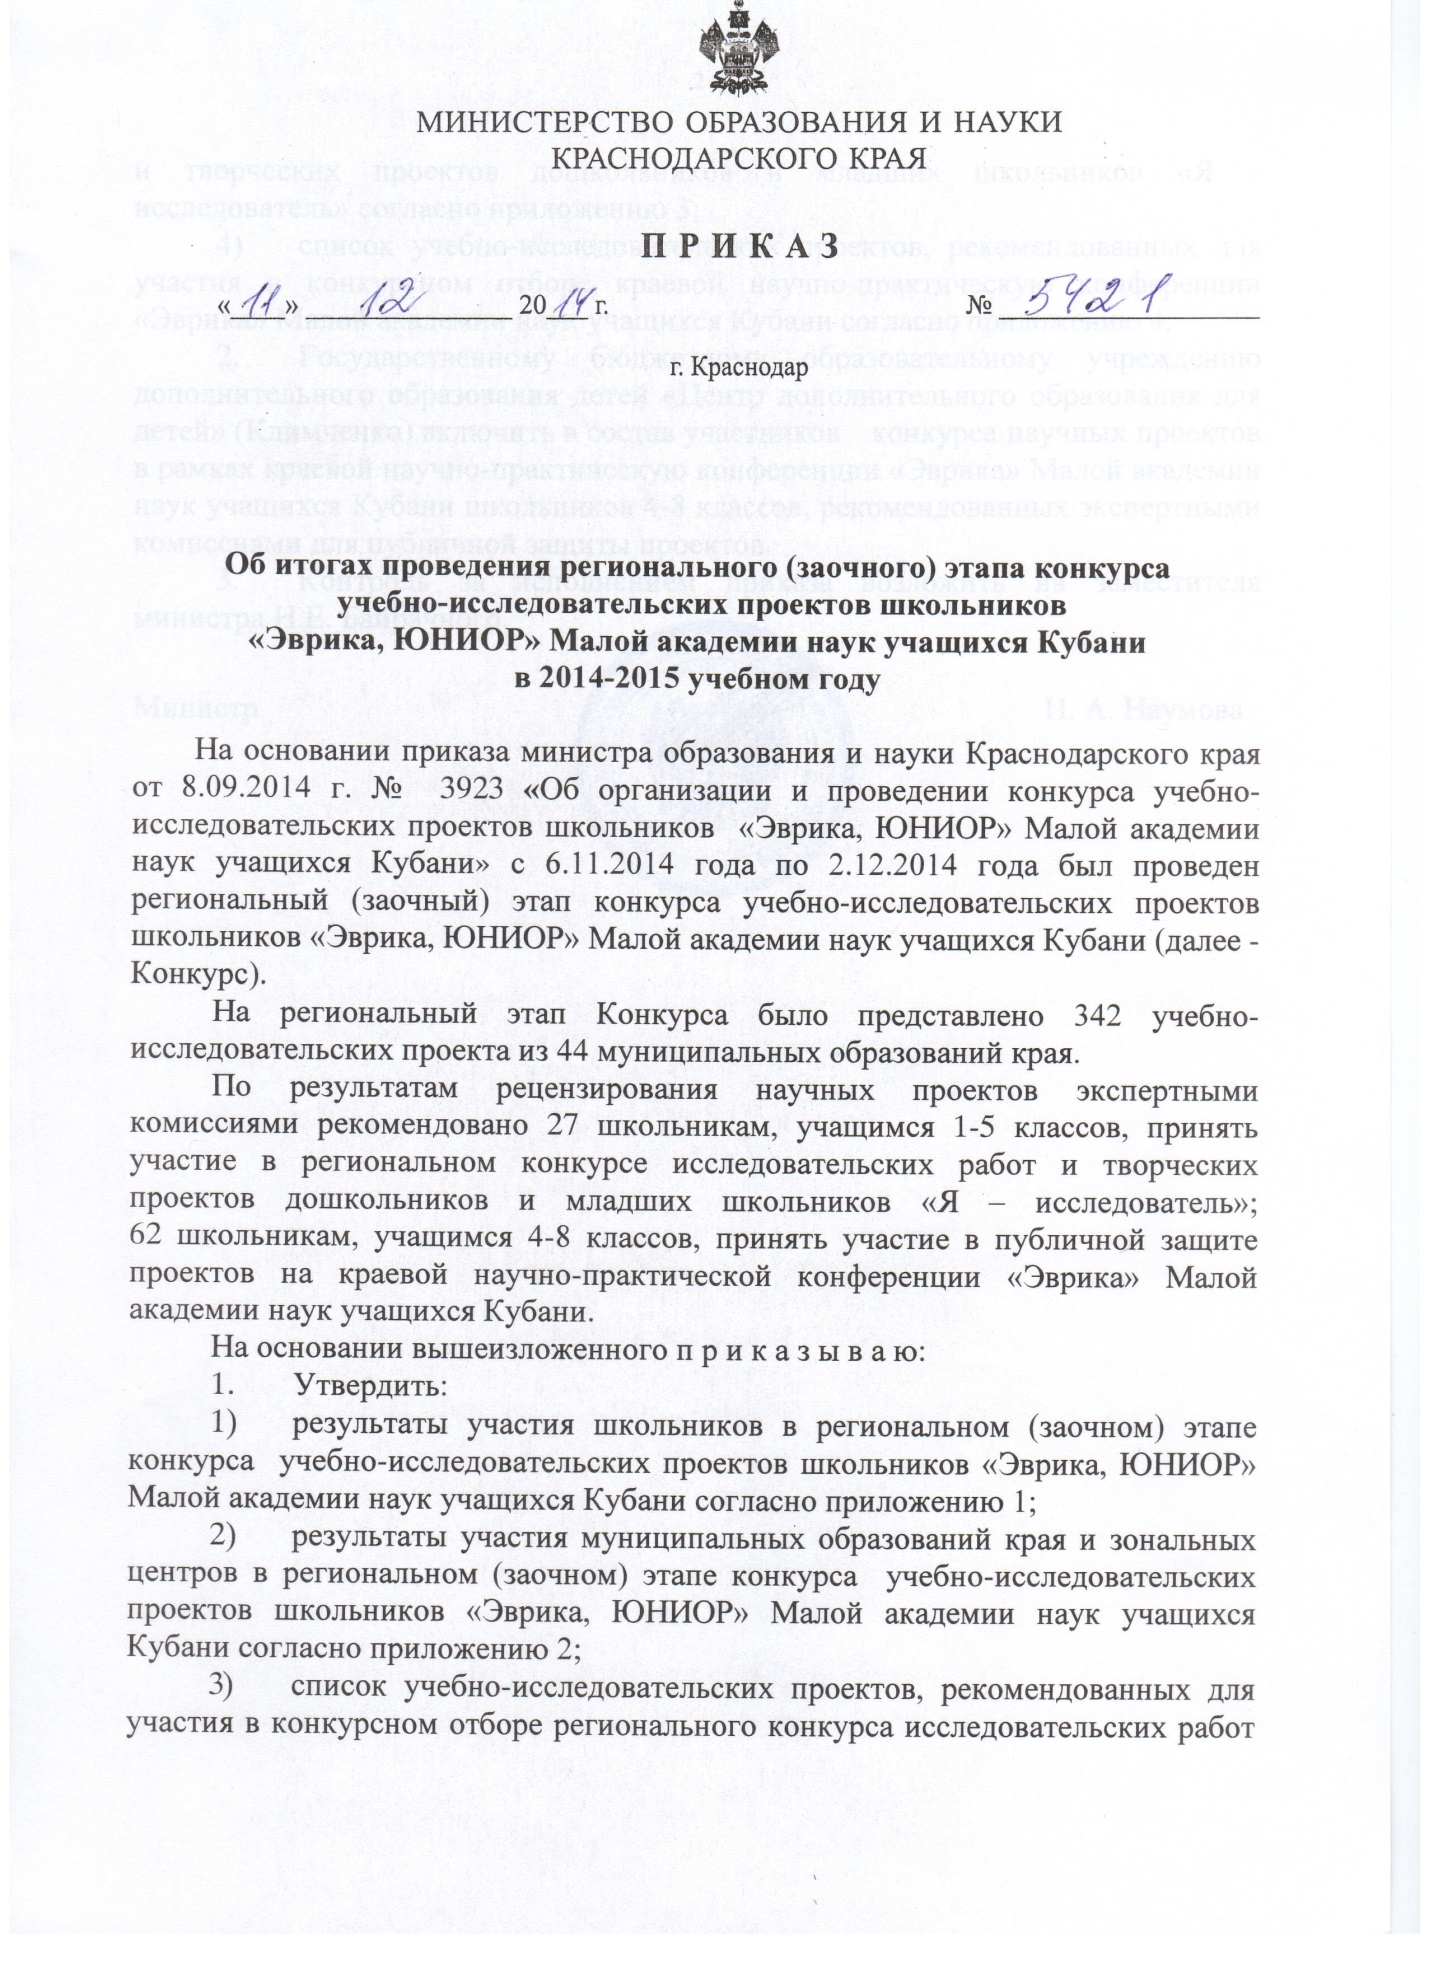 МИНИСТЕРСТВО ОБРАЗОВАНИЯ И НАУКИ
КРАСНОДАРСКОГО КРАЯ
П Р И К А З
«11» 12 2014 г. № 5421
г. Краснодар
Об итогах проведения регионального (заочного) этапа конкурса
учебно-исследовательских проектов школьников
«Эврика, ЮНИОР» Малой академии наук учащихся Кубани
в 2014-2015 учебном году
На основании приказа министра образования и науки Краснодарского края
от 8.09.2014 г. № 3923 «Об организации и проведении конкурса учебно-
исследовательских проектов школьников «Эврика, ЮНИОР» Малой академии
наук учащихся Кубани» с 6.11.2014 года по 2.12.2014 года был проведен
региональный (заочный) этап конкурса учебно-исследовательских проектов
школьников «Эврика, ЮНИОР» Малой академии наук учащихся Кубани (далее -
Конкурс).
На региональный этап Конкурса было представлено 342 учебно-
исследовательских проекта из 44 муниципальных образований края.
По результатам рецензирования научных проектов экспертными
комиссиями рекомендовано 27 школьникам, учащимся 1-5 классов, принять
участие в региональном конкурсе исследовательских работ и творческих
проектов дошкольников и младших школьников «Я – исследователь»;
62 школьникам, учащимся 4-8 классов, принять участие в публичной защите
проектов на краевой научно-практической конференции «Эврика» Малой
академии наук учащихся Кубани.
На основании вышеизложенного п р и к а з ы в а ю:
1. Утвердить:
1) результаты участия школьников в региональном (заочном) этапе
конкурса учебно-исследовательских проектов школьников «Эврика, ЮНИОР»
Малой академии наук учащихся Кубани согласно приложению 1;
2) результаты участия муниципальных образований края и зональных
центров в региональном (заочном) этапе конкурса учебно-исследовательских
проектов школьников «Эврика, ЮНИОР» Малой академии наук учащихся
Кубани согласно приложению 2;
3) список учебно-исследовательских проектов, рекомендованных для
участия в конкурсном отборе регионального конкурса исследовательских работ